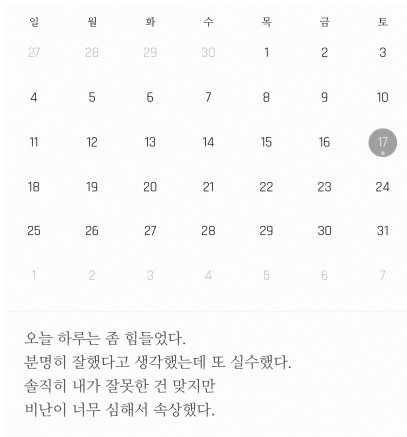 일 월 화 수 목 금 토
27 28 29 30 1 2 3
4 5 6 7 8 9 10
11 12 13 14 15 16 17
18 19 20 21 22 23 24
25 26 27 28 29 30 31
1 2 3 4 5 6 7
오늘 하루는 좀 힘들었다.
분명히 잘했다고 생각했는데 또 실수했다.
솔직히 내가 잘못한 건 맞지만
비난이 너무 심해서 속상했다.